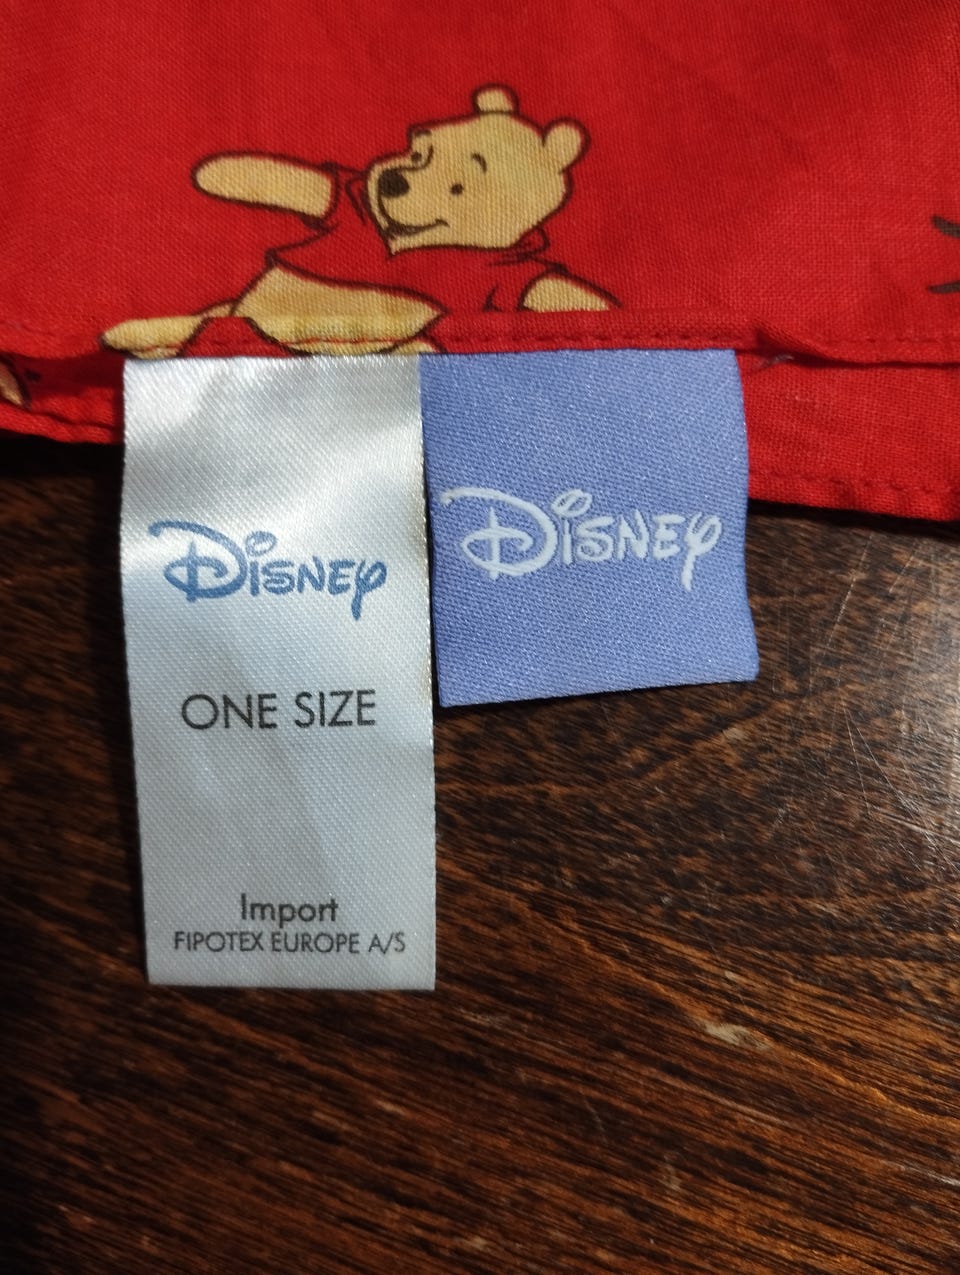 Disney
ONE SIZE
Import
FIPOTEX EUROPE A/S
Disney